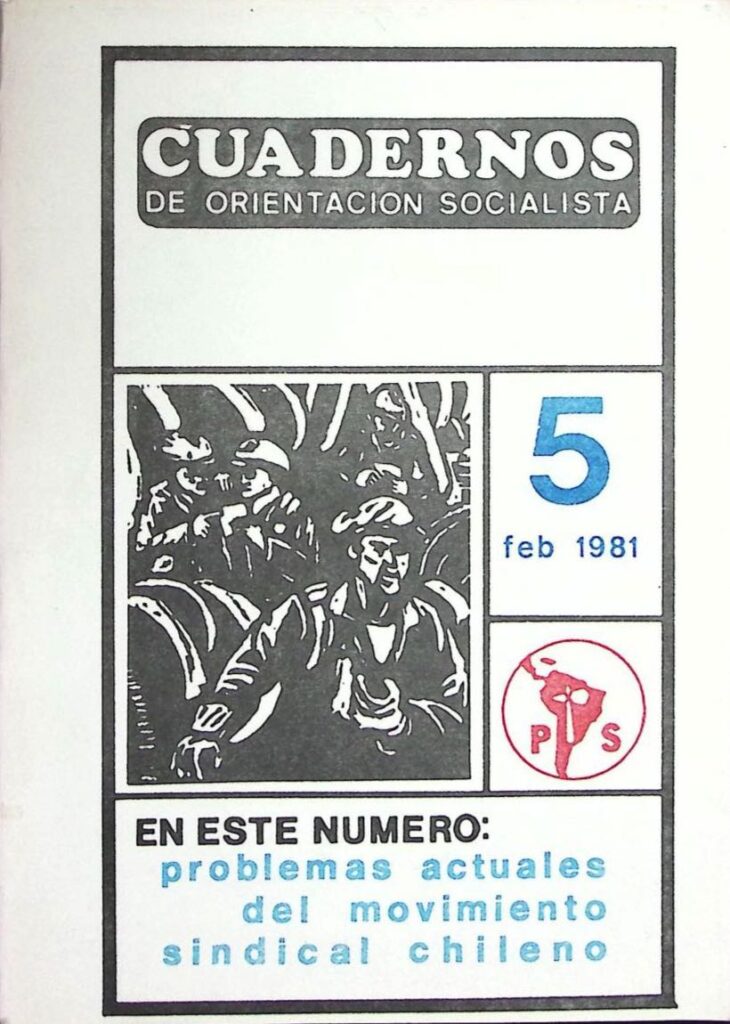 CUADERNOS
DE ORIENTACION SOCIALISTA
5
feb 1981
P S
EN ESTE NUMERO:
problemas actuales
del movimiento
sindical chileno